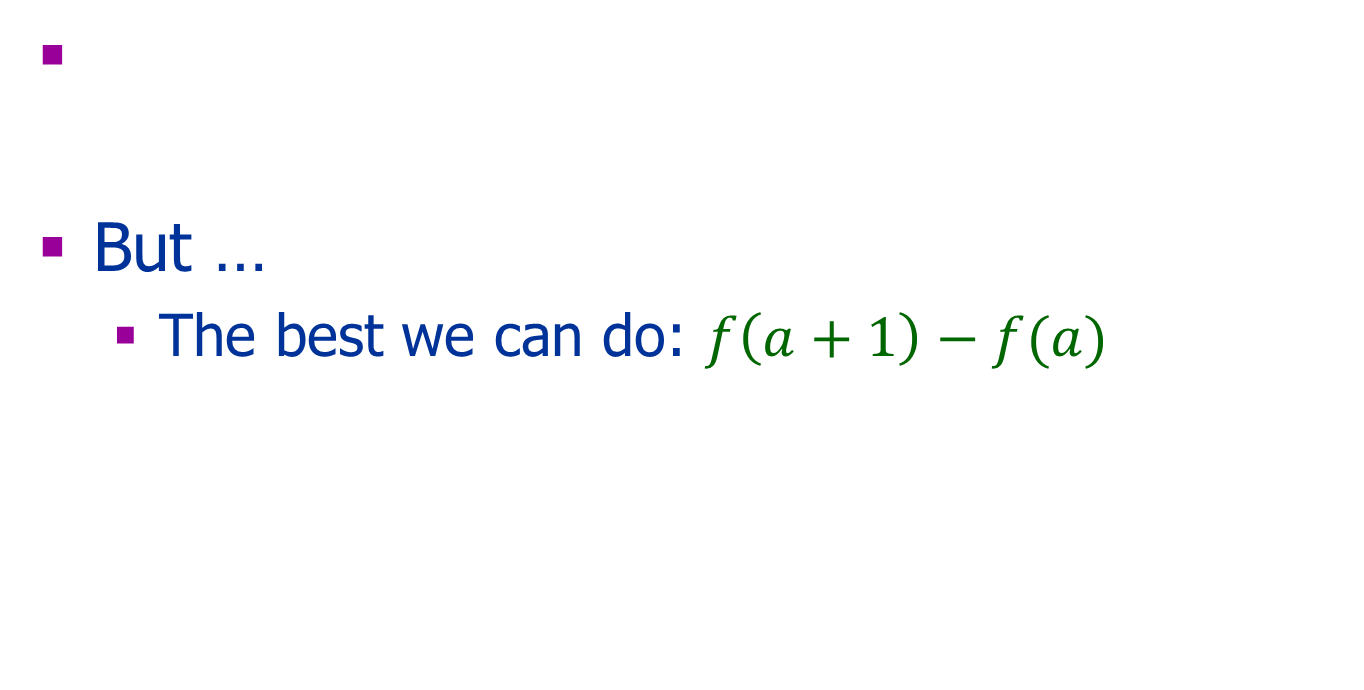 But …
The best we can do: 𝑓(𝑎 + 1) − 𝑓(𝑎)